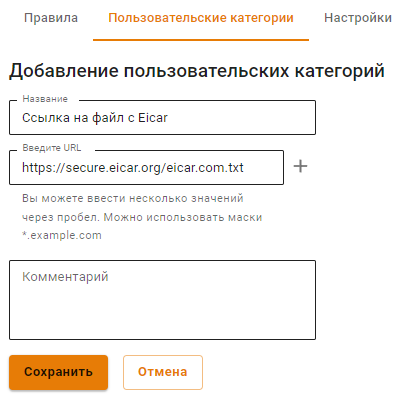 Правила Пользовательские категории Настройки
Добавление пользовательских категорий
Название
Ссылка на файл с Eicar
Введите URL
https://secure.eicar.org/eicar.com.txt
Вы можете ввести несколько значений
через пробел. Можно использовать маски
*.example.com
Комментарий
Сохранить Отмена